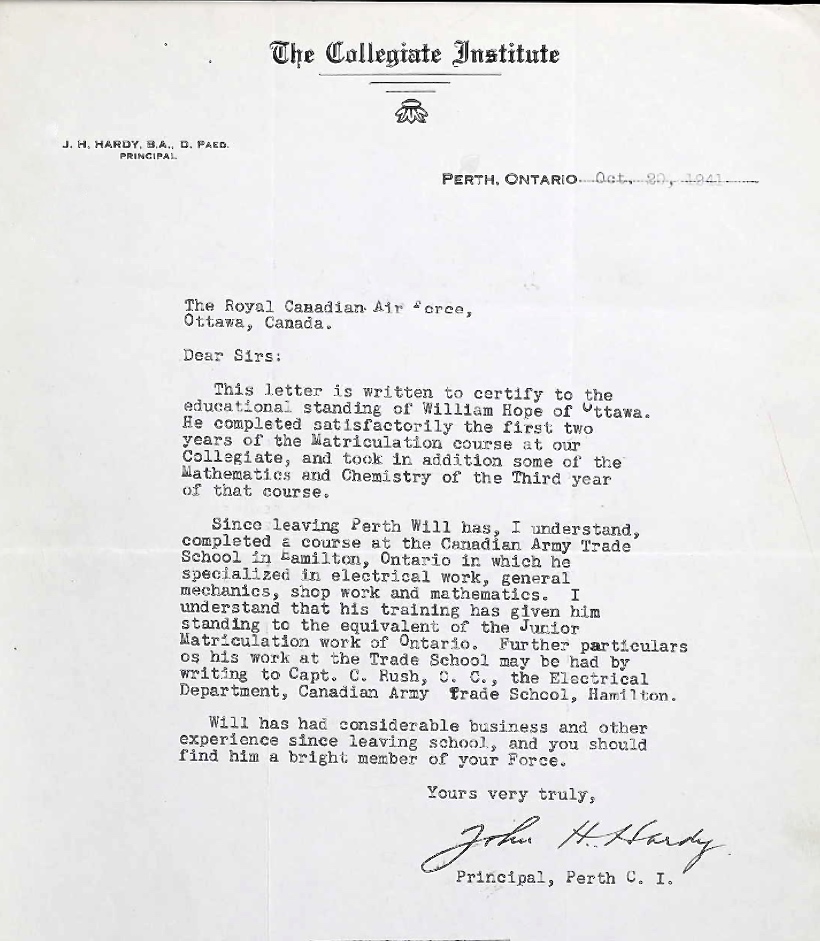 The Collegiate Institute
J. H. HARDY, B.A., D. PAED.
PRINCIPAL
PERTH, ONTARIO Oct. 20, 1941
The Royal Canadian Air Force,
Ottawa, Canada.
Dear Sirs:
This letter is written to certify to the
educational standing of William Hope of Ottawa.
He completed satisfactorily the first two
years of the Matriculation course at our
Collegiate, and took in addition some of the
Mathematics and Chemistry of the Third year
of that course.
Since leaving Perth Will has, I understand,
completed a course at the Canadian Army Trade
School in Hamilton, Ontario in which he
specialized in electrical work, general
mechanics, shop work and mathematics. I
understand that his training has given him
standing to the equivalent of the Junior
Matriculation work of Ontario. Further particulars
os his work at the Trade School may be had by
writing to Capt. C. Rush, O. C., the Electrical
Department, Canadian Army Trade School, Hamilton.
Will has had considerable business and other
experience since leaving school, and you should
find him a bright member of your Force.
Yours very truly,
John H. Hardy
Principal, Perth C. I.